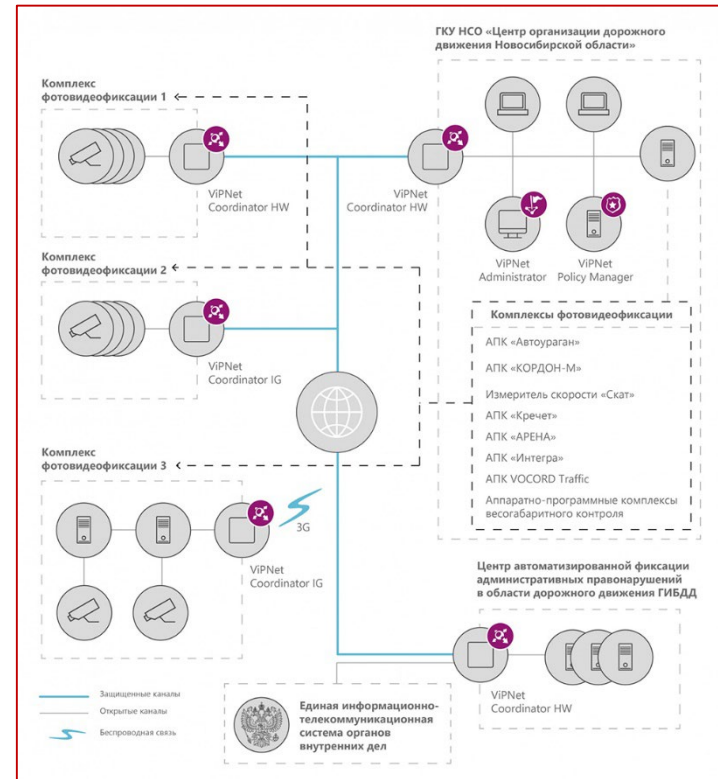 ГКУ НСО «Центр организации дорожного
движения Новосибирской области»
Комплекс
фотовидеофиксации 1
ViPNet
Coordinator HW
ViPNet
Coordinator HW
ViPNet
Administrator
ViPNet
Policy Manager
Комплекс
фотовидеофиксации 2
ViPNet
Coordinator IG
Комплексы фотовидеофиксации
АПК «Автоураган»
АПК «КОРДОН-М»
Измеритель скорости «Скат»
АПК «Кречет»
АПК «АРЕНА»
АПК «Интегра»
АПК VOCORD Traffic
Аппаратно-программные комплексы
весогабаритного контроля
Комплекс
фотовидеофиксации 3
3G
ViPNet
Coordinator IG
Центр автоматизированной фиксации
административных правонарушений
в области дорожного движения ГИБДД
ViPNet
Coordinator HW
Единая информационно-
телекоммуникационная
система органов
внутренних дел
Защищенные каналы
Открытые каналы
Беспроводная связь